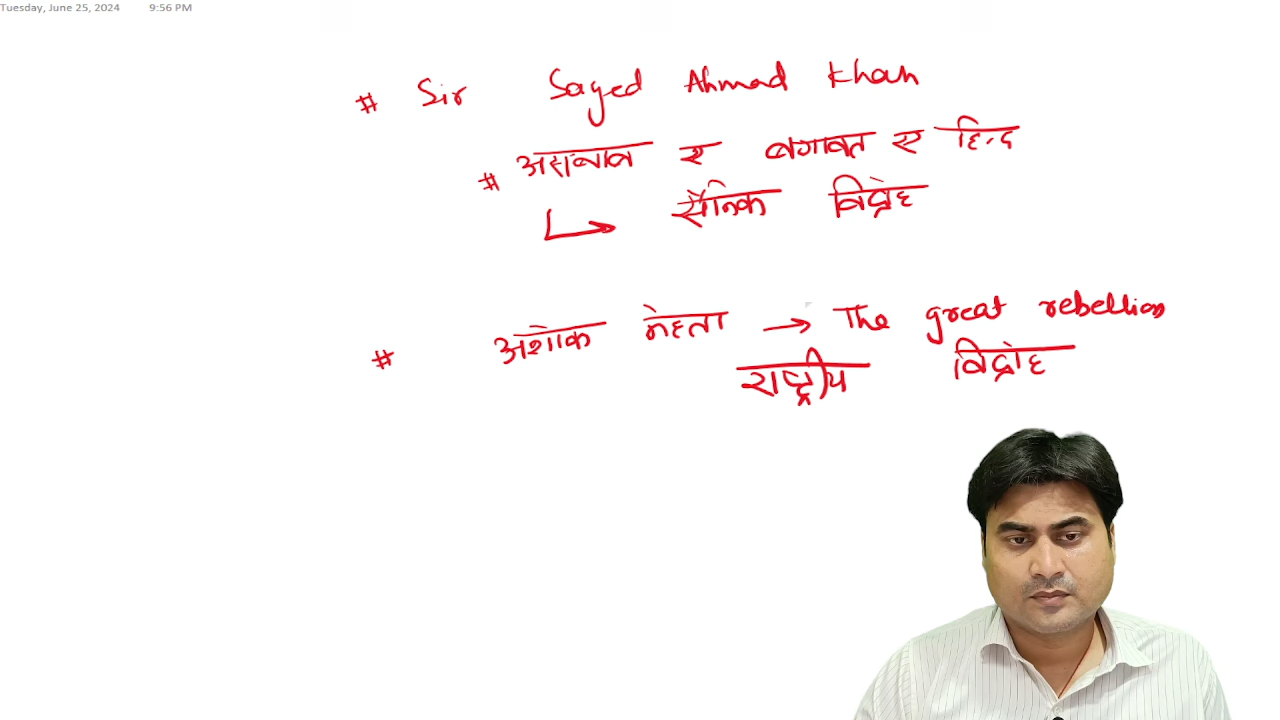 Tuesday, June 25, 2024 9:56 PM
# Sir Sayed Ahmad Khan
# असबाब ए बगावत ए हिन्द
↳ सैनिक विद्रोह
# अशोक मेहता → The great rebellion
राष्ट्रीय विद्रोह